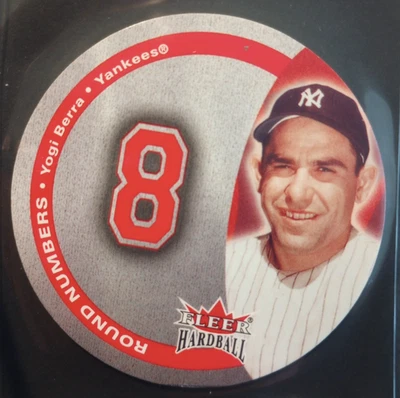 ROUND NUMBERS • Yogi Berra • Yankees®
8
NY
FLEER
HARDBALL